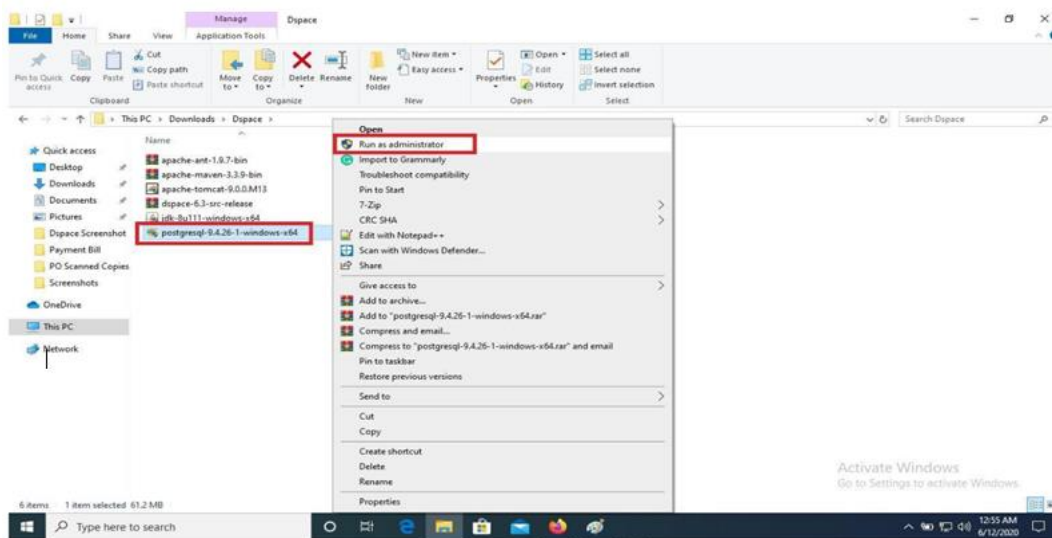 Manage
Dspace
File
Home
Share
View
Application Tools
Pin to Quick access
Copy
Paste
Cut
Copy path
Paste shortcut
Move to
Copy to
Delete
Rename
New folder
New item
Easy access
Properties
Open
Edit
History
Select all
Select none
Invert selection
Clipboard
Organize
New
Open
Select
This PC > Downloads > Dspace >
Search Dspace
Name
Quick access
Desktop
Downloads
Documents
Pictures
Dspace Screenshot
Payment Bill
PO Scanned Copies
Screenshots
OneDrive
This PC
Network
apache-ant-1.9.7-bin
apache-maven-3.3.9-bin
apache-tomcat-9.0.0.M13
dspace-6.3-src-release
jdk-8u111-windows-x64
postgresql-9.4.26-1-windows-x64
Open
Run as administrator
Import to Grammarly
Troubleshoot compatibility
Pin to Start
7-Zip
CRC SHA
Edit with Notepad++
Scan with Windows Defender...
Share
Give access to
Add to archive...
Add to "postgresql-9.4.26-1-windows-x64.rar"
Compress and email...
Compress to "postgresql-9.4.26-1-windows-x64.rar" and email
Pin to taskbar
Restore previous versions
Send to
Cut
Copy
Create shortcut
Delete
Rename
Properties
Activate Windows
Go to Settings to activate Windows.
6 items
1 item selected 61.2 MB
Type here to search
12:55 AM
6/12/2020